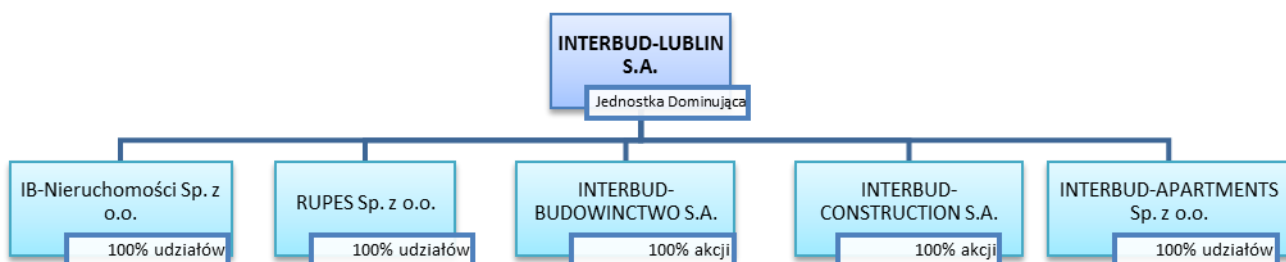 INTERBUD-LUBLIN
S.A.
Jednostka Dominująca
IB-Nieruchomości Sp. z
o.o.
100% udziałów
RUPES Sp. z o.o.
100% udziałów
INTERBUD-
BUDOWINCTWO S.A.
100% akcji
INTERBUD-
CONSTRUCTION S.A.
100% akcji
INTERBUD-APARTMENTS
Sp. z o.o.
100% udziałów